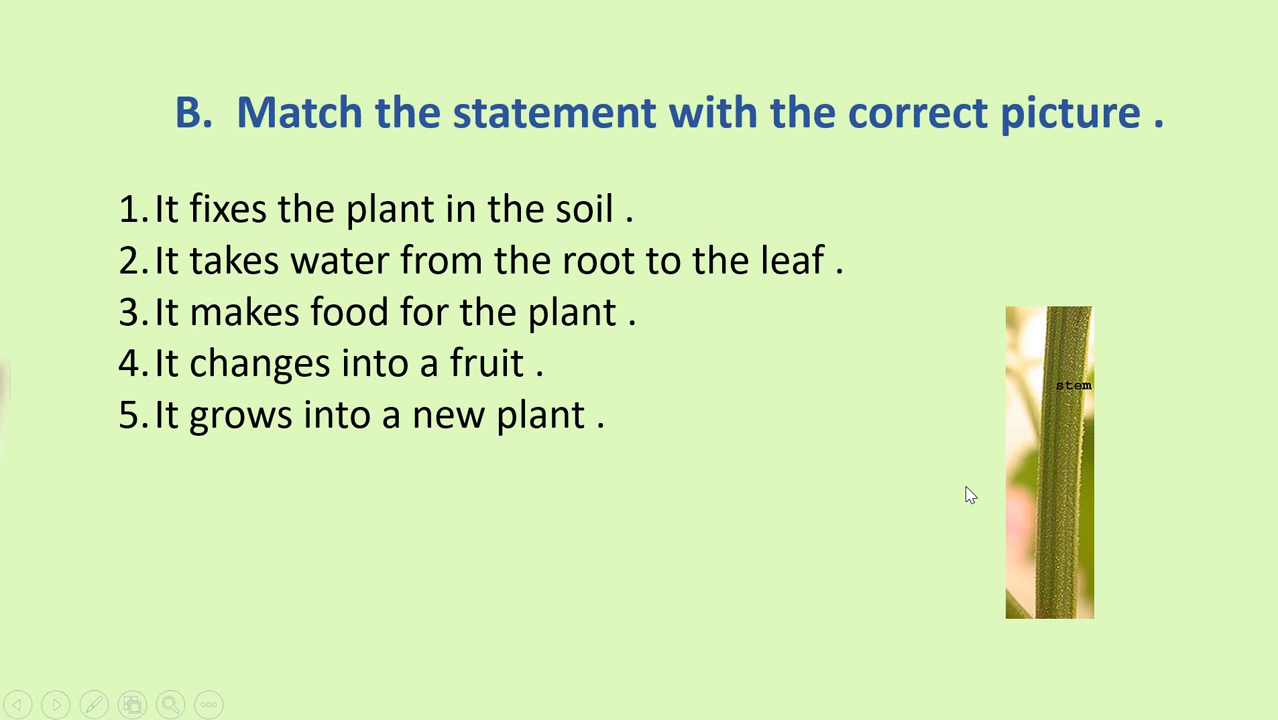 B. Match the statement with the correct picture .
1. It fixes the plant in the soil .
2. It takes water from the root to the leaf .
3. It makes food for the plant .
4. It changes into a fruit .
5. It grows into a new plant .
stem